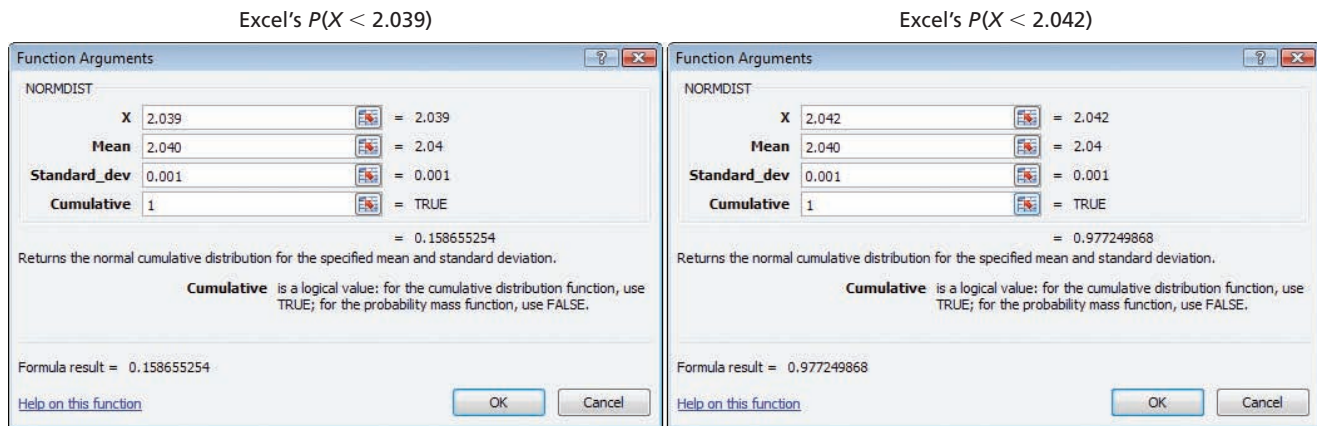 Excel's P(X < 2.039)
Function Arguments
NORMDIST
X 2.039 = 2.039
Mean 2.040 = 2.04
Standard_dev 0.001 = 0.001
Cumulative 1 = TRUE
= 0.158655254
Returns the normal cumulative distribution for the specified mean and standard deviation.
Cumulative is a logical value: for the cumulative distribution function, use
TRUE; for the probability mass function, use FALSE.
Formula result = 0.158655254
Help on this function
OK Cancel
Excel's P(X < 2.042)
Function Arguments
NORMDIST
X 2.042 = 2.042
Mean 2.040 = 2.04
Standard_dev 0.001 = 0.001
Cumulative 1 = TRUE
= 0.977249868
Returns the normal cumulative distribution for the specified mean and standard deviation.
Cumulative is a logical value: for the cumulative distribution function, use
TRUE; for the probability mass function, use FALSE.
Formula result = 0.977249868
Help on this function
OK Cancel